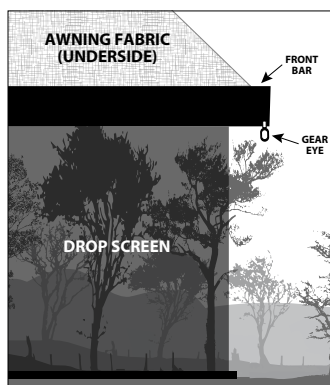 AWNING FABRIC
(UNDERSIDE)
FRONT
BAR
GEAR
EYE
DROP SCREEN